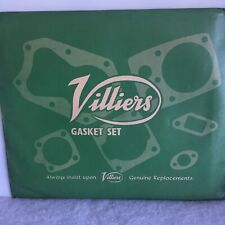 Villiers
GASKET SET
Always insist upon Villiers Genuine Replacements